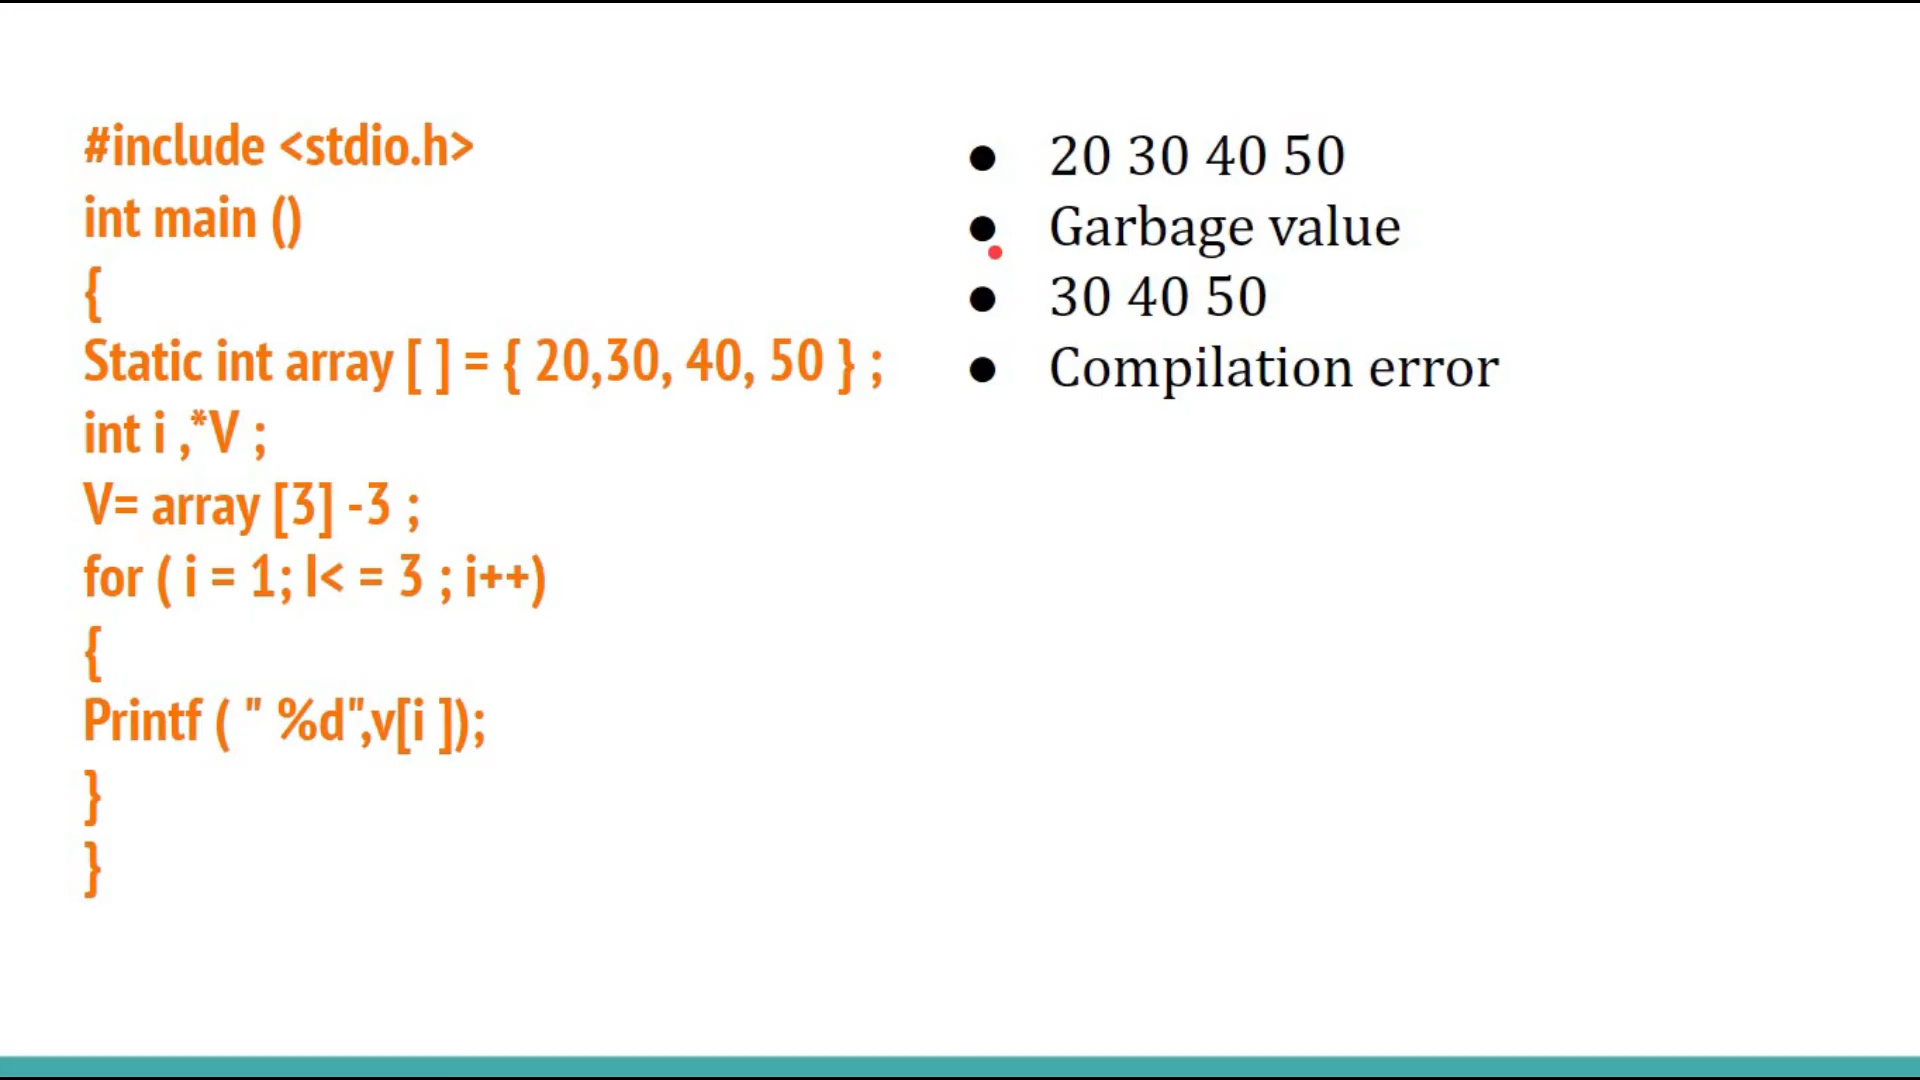 #include <stdio.h>
int main ()
{
Static int array [ ] = { 20,30, 40, 50 } ;
int i ,*V ;
V= array [3] -3 ;
for ( i = 1; I< = 3 ; i++)
{
Printf ( " %d",v[i ]);
}
}
● 20 30 40 50
● Garbage value
● 30 40 50
● Compilation error